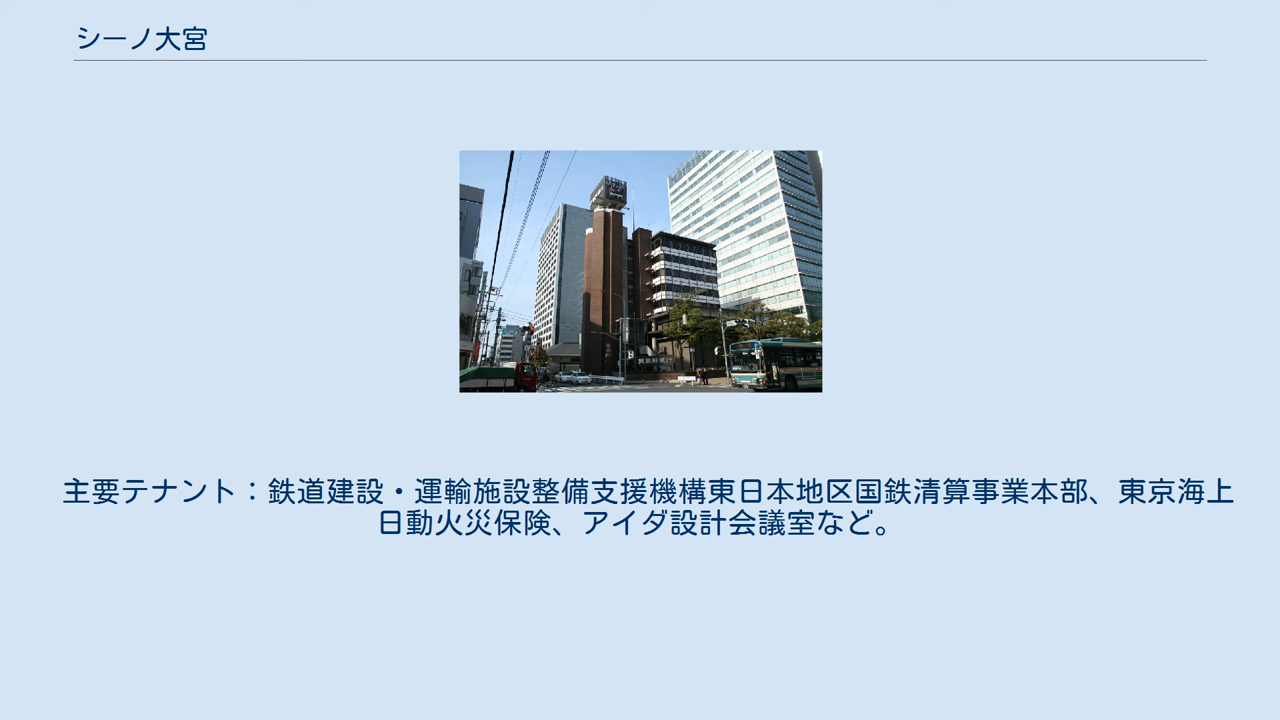 シーノ大宮
主要テナント：鉄道建設・運輸施設整備支援機構東日本地区国鉄清算事業本部、東京海上
日動火災保険、アイダ設計会議室など。